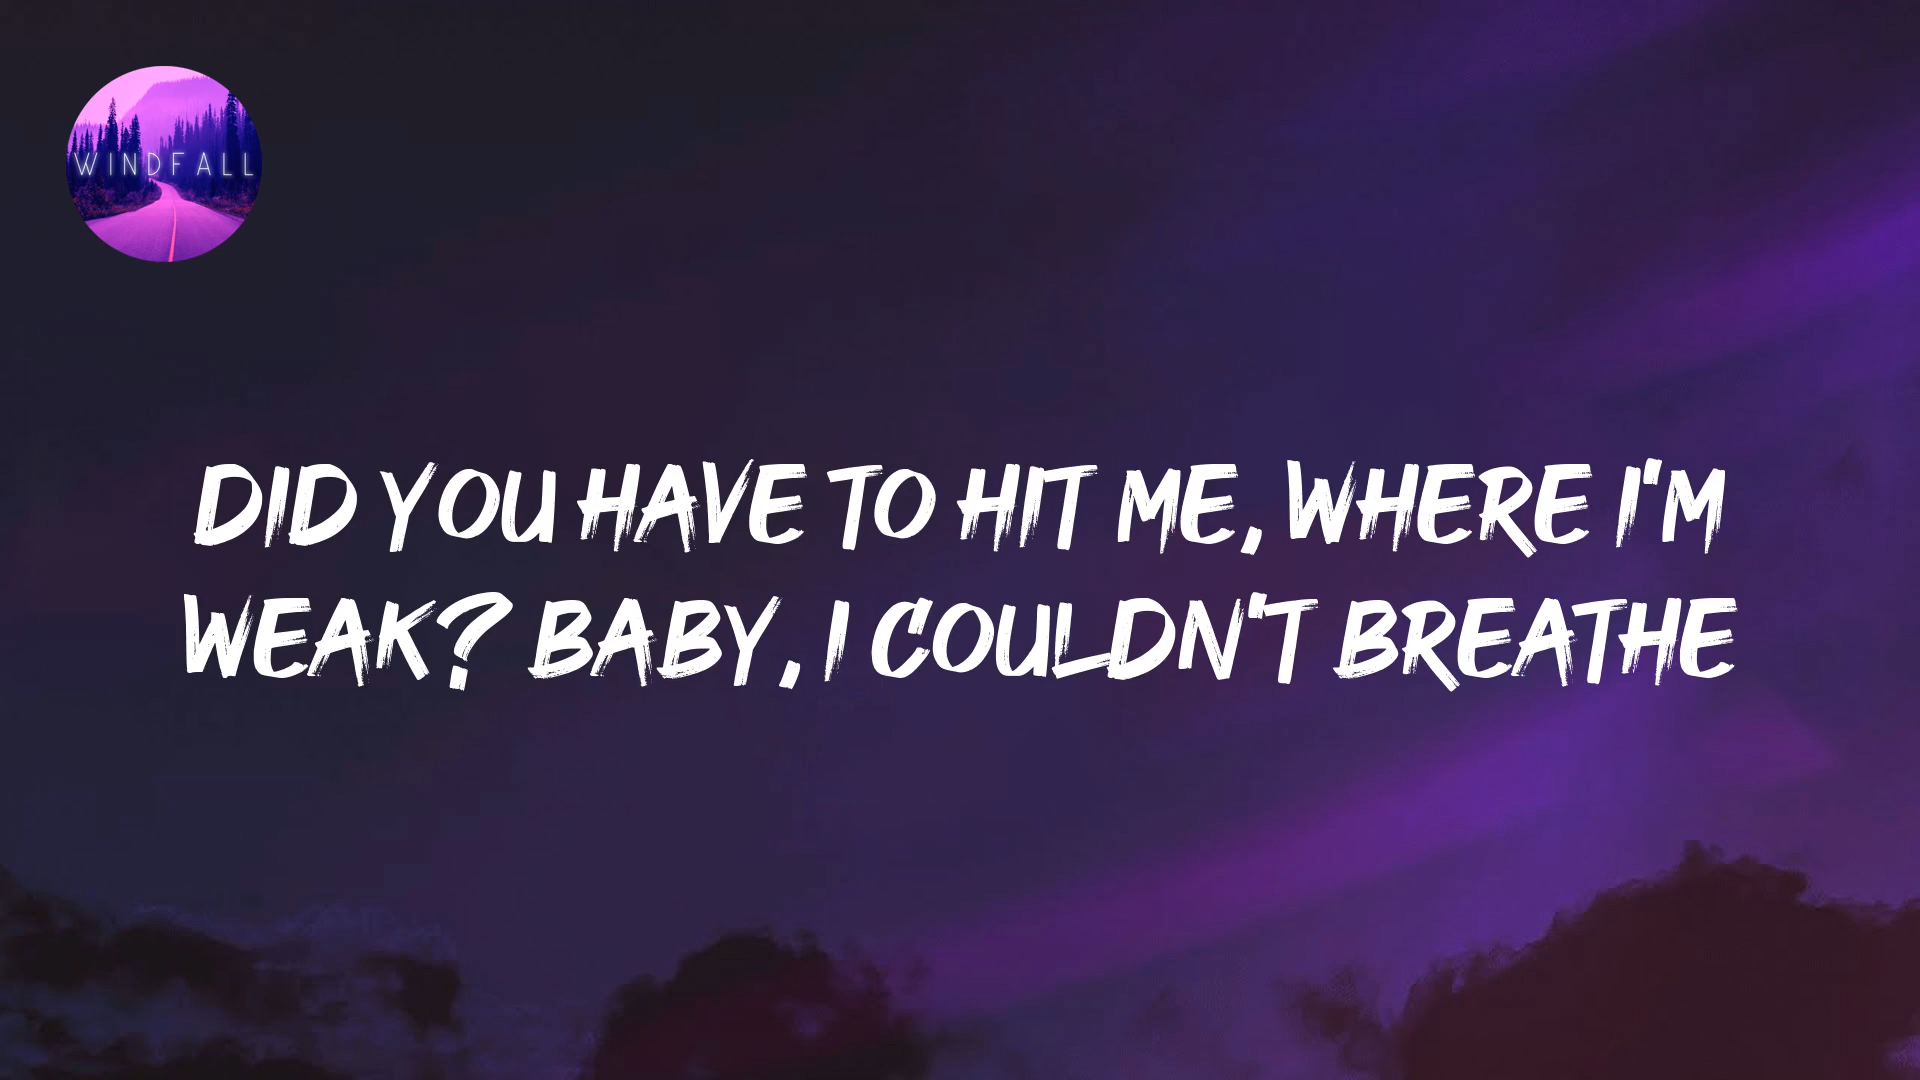 WINDFALL
DID YOU HAVE TO HIT ME, WHERE I'M
WEAK? BABY, I COULDN'T BREATHE